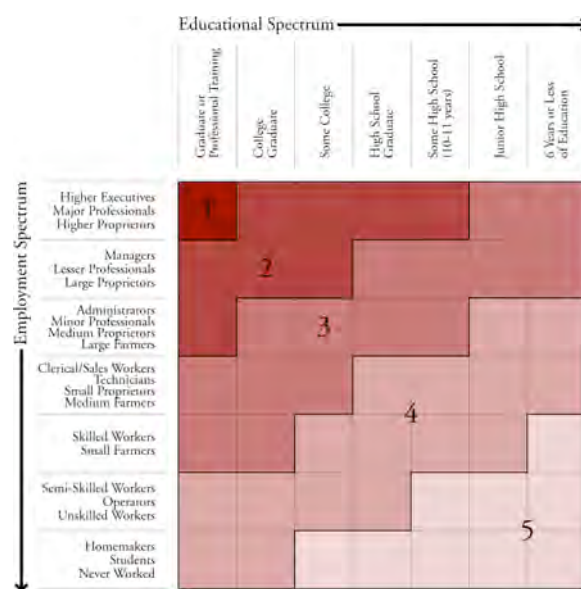 Educational Spectrum
Graduate or
Professional Training
College
Graduate
Some College
High School
Graduate
Some High School
(10-11 years)
Junior High School
6 Years or Less
of Education
Employment Spectrum
Higher Executives
Major Professionals
Higher Proprietors
1
Managers
Lesser Professionals
Large Proprietors
2
Administrators
Minor Professionals
Medium Proprietors
Large Farmers
3
Clerical/Sales Workers
Technicians
Small Proprietors
Medium Farmers
4
Skilled Workers
Small Farmers
Semi-Skilled Workers
Operators
Unskilled Workers
5
Homemakers
Students
Never Worked